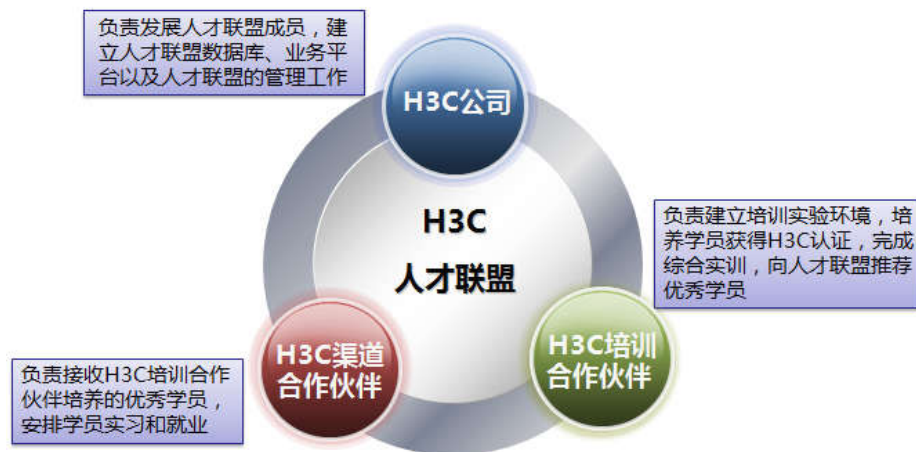 负责发展人才联盟成员，建
立人才联盟数据库、业务平
台以及人才联盟的管理工作
H3C公司
H3C
人才联盟
负责建立培训实验环境，培
养学员获得H3C认证，完成
综合实训，向人才联盟推荐
优秀学员
H3C渠道
合作伙伴
H3C培训
合作伙伴
负责接收H3C培训合作
伙伴培养的优秀学员，
安排学员实习和就业